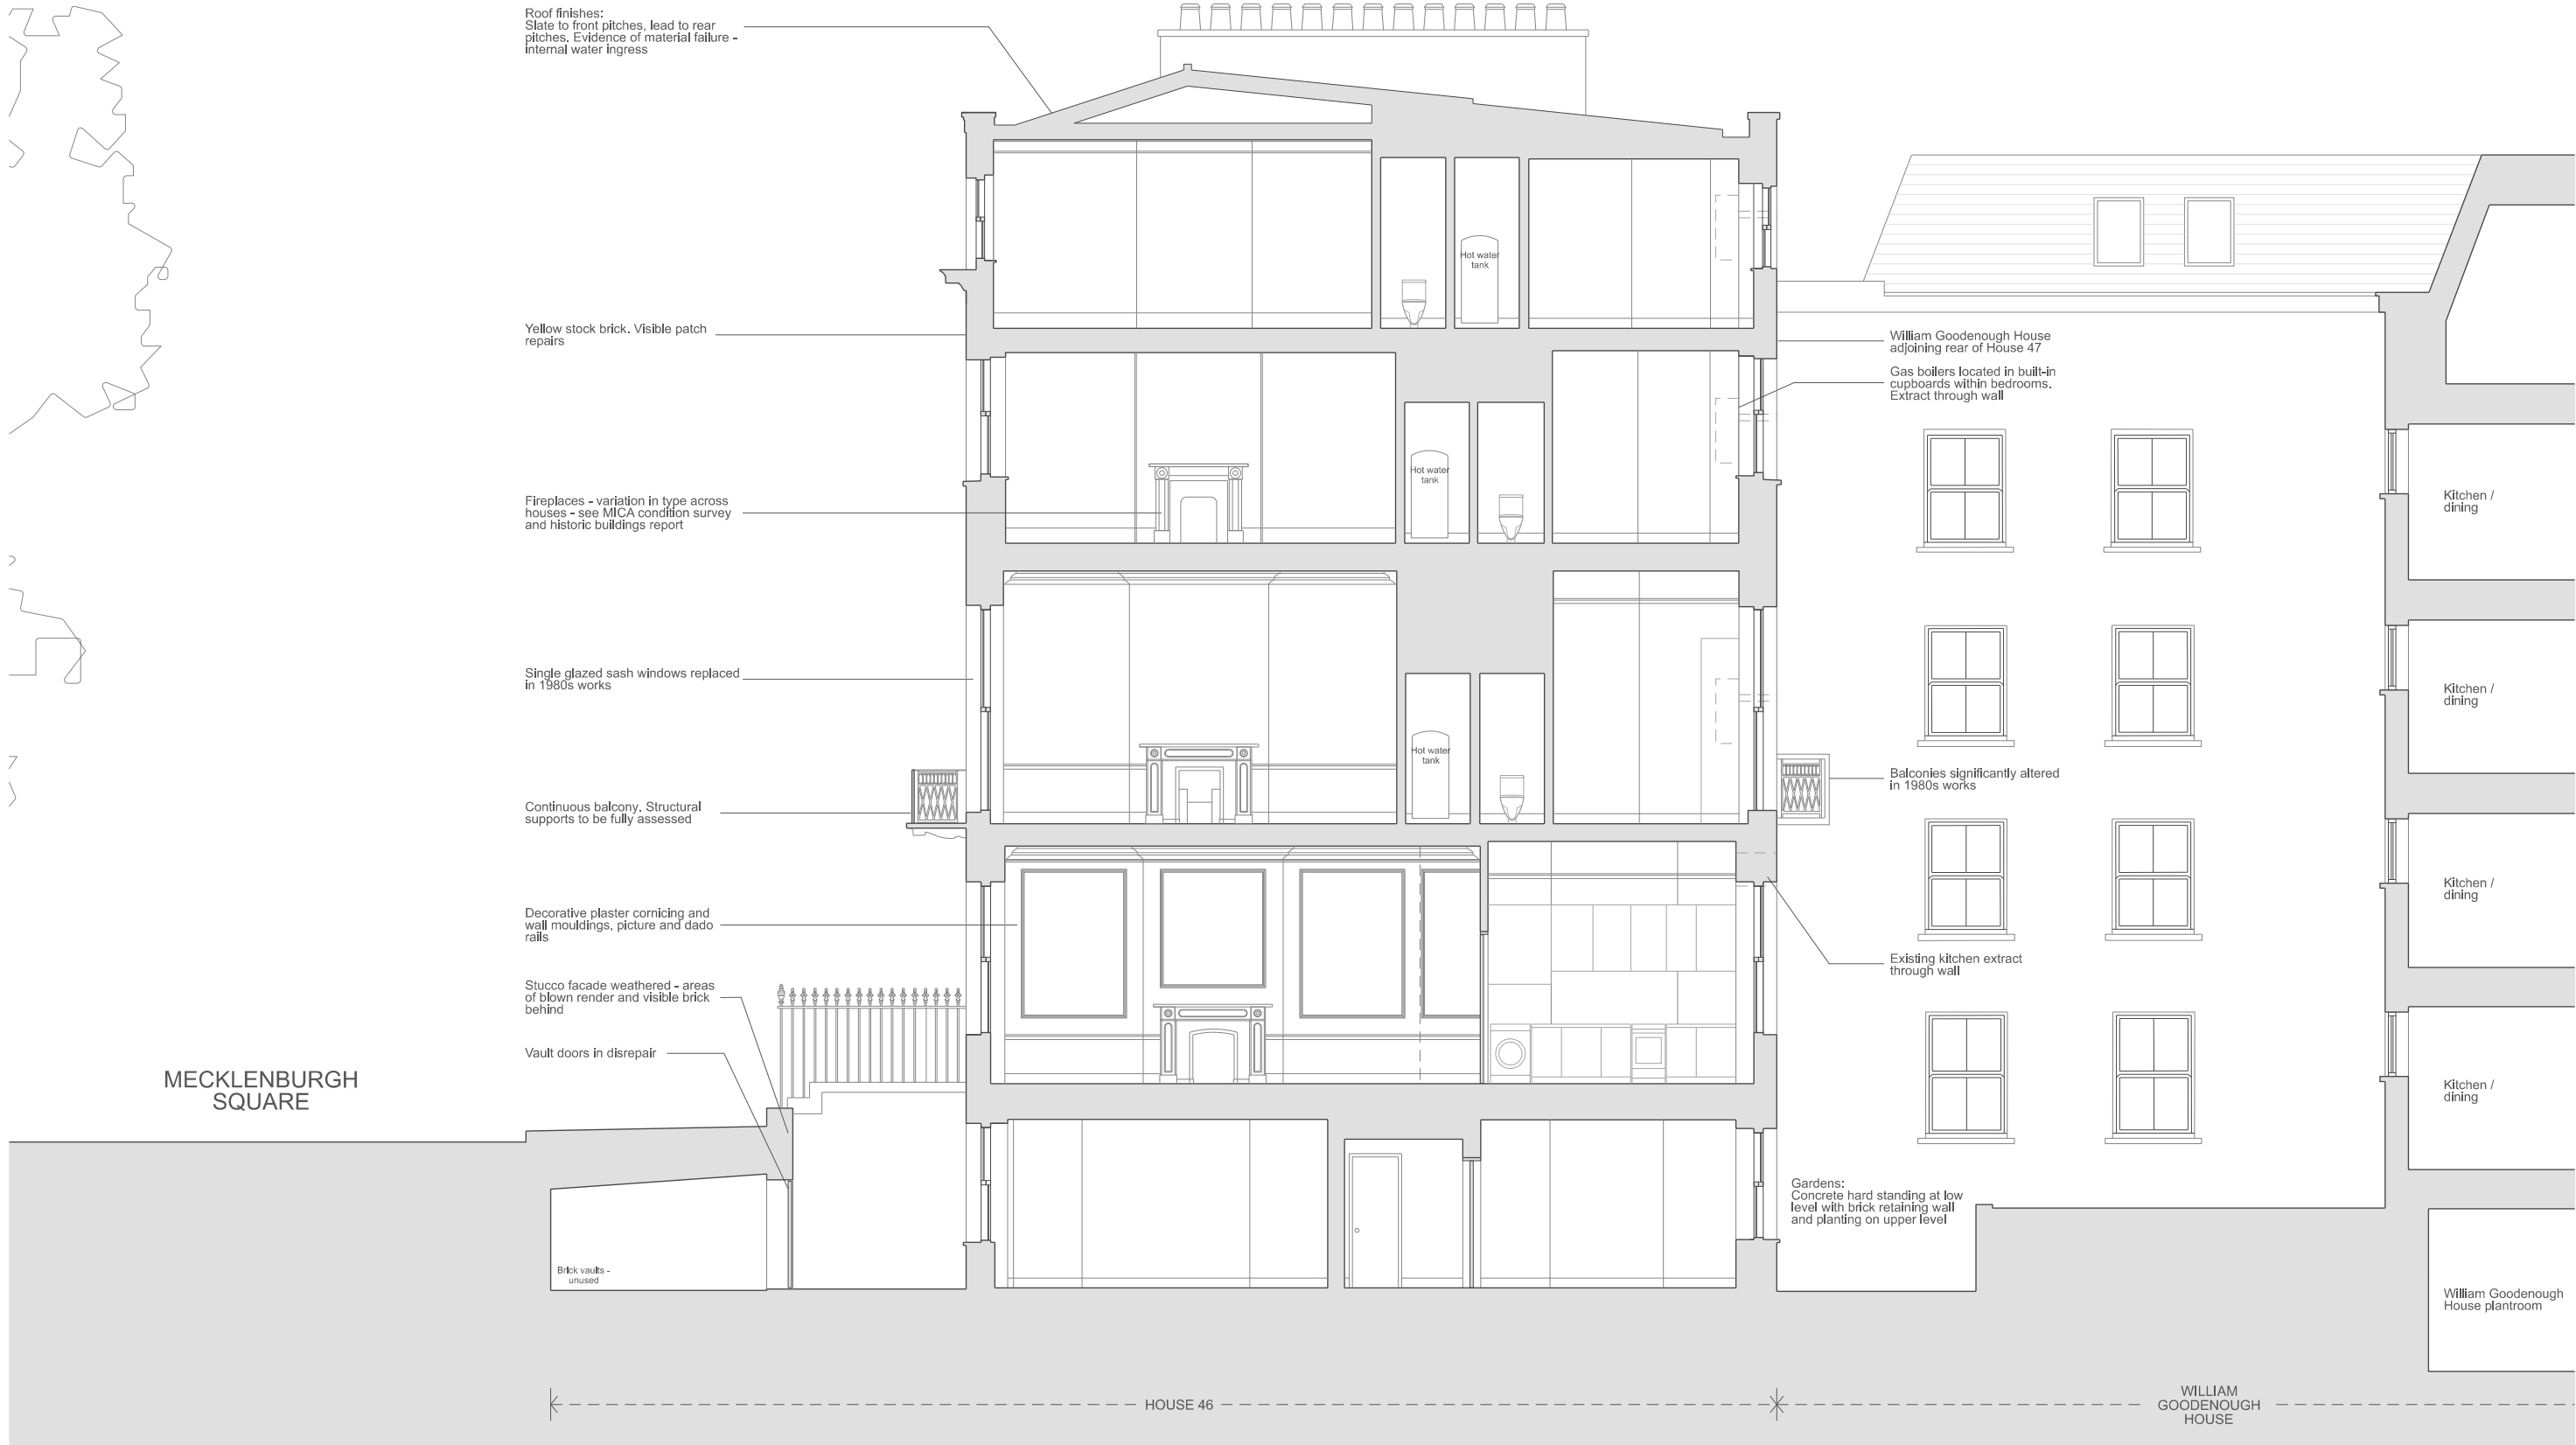 Roof finishes:
Slate to front pitches, lead to rear
pitches. Evidence of material failure -
internal water ingress
Hot water
tank
Yellow stock brick. Visible patch
repairs
William Goodenough House
adjoining rear of House 47
Gas boilers located in built-in
cupboards within bedrooms.
Extract through wall
Hot water
tank
Kitchen /
dining
Fireplaces - variation in type across
houses - see MICA condition survey
and historic buildings report
Single glazed sash windows replaced
in 1980s works
Kitchen /
dining
Hot water
tank
Balconies significantly altered
in 1980s works
Continuous balcony. Structural
supports to be fully assessed
Kitchen /
dining
Decorative plaster cornicing and
wall mouldings, picture and dado
rails
Existing kitchen extract
through wall
Stucco facade weathered - areas
of blown render and visible brick
behind
Vault doors in disrepair
MECKLENBURGH
SQUARE
Kitchen /
dining
Gardens:
Concrete hard standing at low
level with brick retaining wall
and planting on upper level
Brick vaults -
unused
William Goodenough
House plantroom
HOUSE 46
WILLIAM
GOODENOUGH
HOUSE